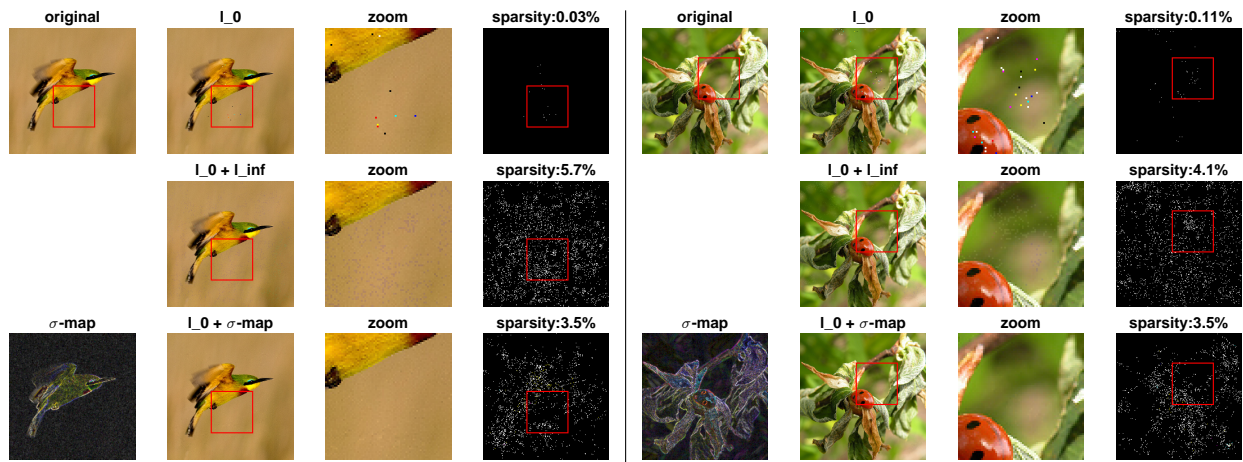 original l_0 zoom sparsity:0.03% original l_0 zoom sparsity:0.11%
l_0 + l_inf zoom sparsity:5.7% l_0 + l_inf zoom sparsity:4.1%
σ-map l_0 + σ-map zoom sparsity:3.5% σ-map l_0 + σ-map zoom sparsity:3.5%